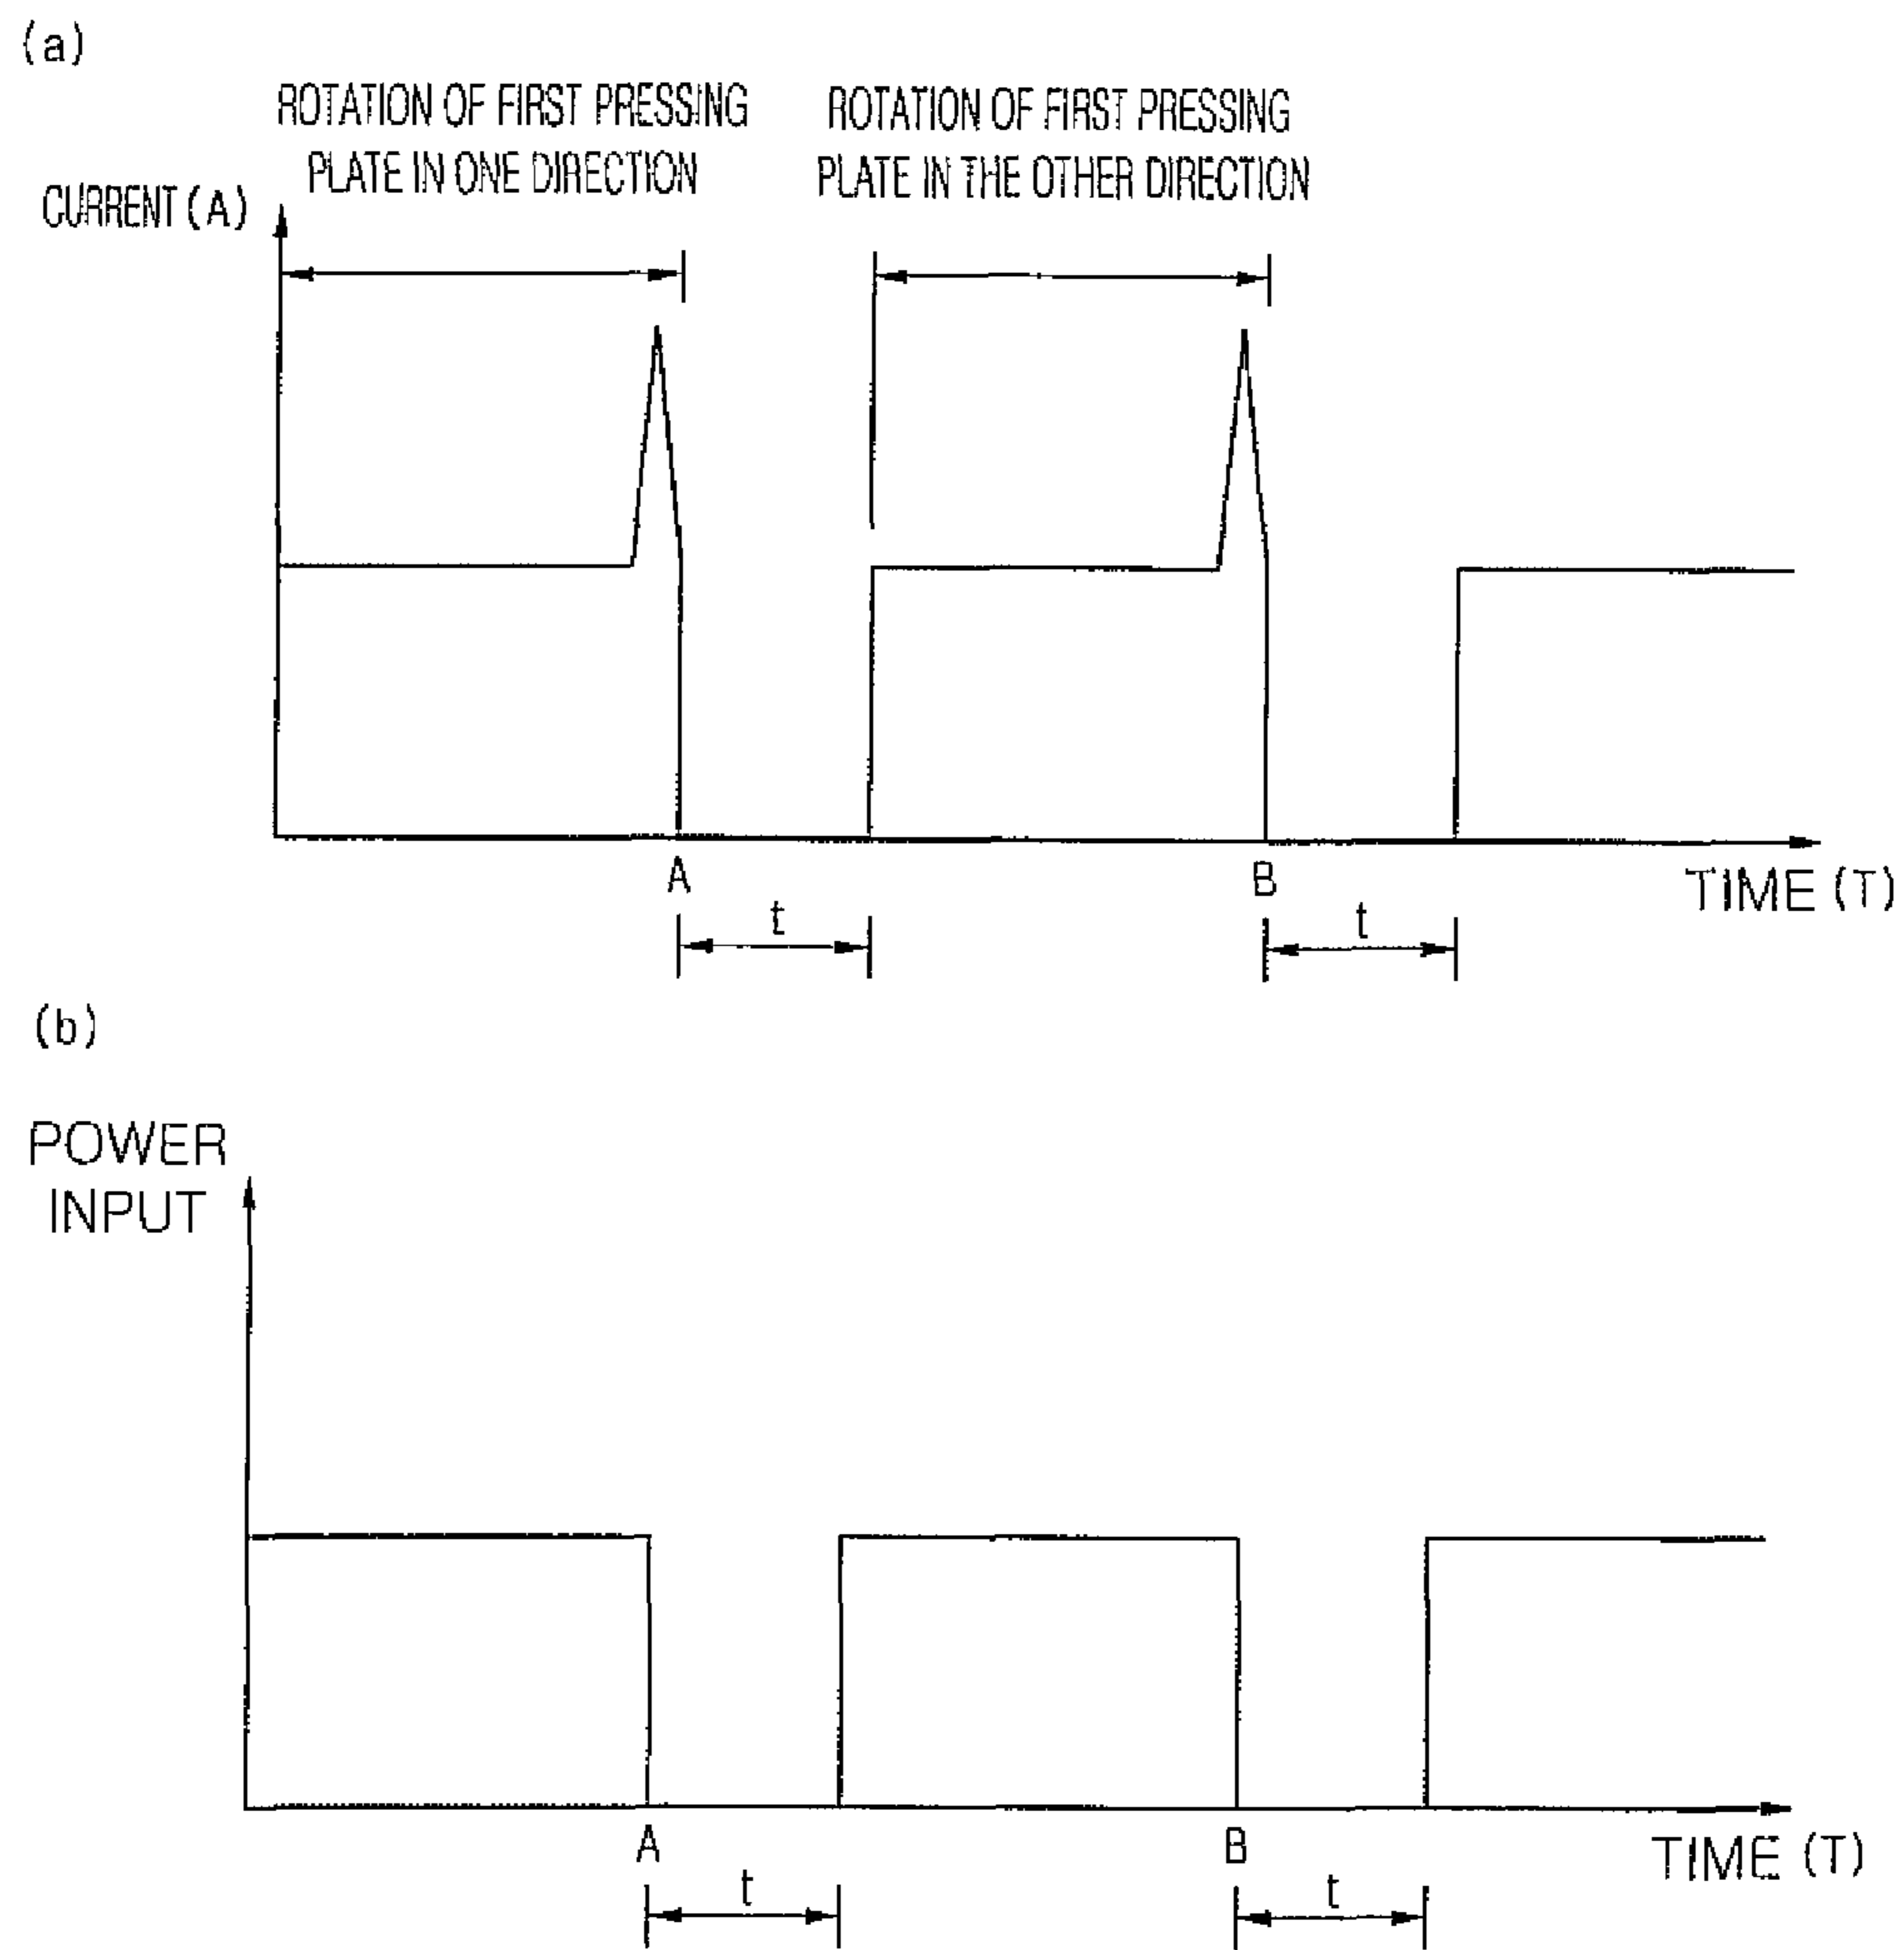 (a)
ROTATION OF FIRST PRESSING
PLATE IN ONE DIRECTION
ROTATION OF FIRST PRESSING
PLATE IN THE OTHER DIRECTION
CURRENT (A)
A
B
TIME (T)
t
t
(b)
POWER
INPUT
A
B
TIME (T)
t
t